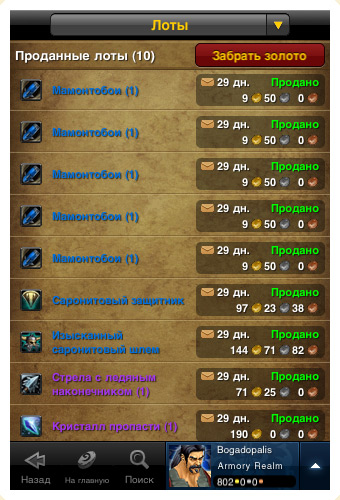 Лоты
Проданные лоты (10)
Забрать золото
Мамонтобои (1)
29 дн. Продано
9 50 0
Мамонтобои (1)
29 дн. Продано
9 50 0
Мамонтобои (1)
29 дн. Продано
9 50 0
Мамонтобои (1)
29 дн. Продано
9 50 0
Мамонтобои (1)
29 дн. Продано
9 50 0
Саронитовый защитник
29 дн. Продано
97 23 38
Изысканный
саронитовый шлем
29 дн. Продано
144 71 82
Стрела с ледяным
наконечником (1)
29 дн. Продано
71 25 0
Кристалл пропасти (1)
29 дн. Продано
190 0 0
Назад
На главную
Поиск
Bogadopalis
Armory Realm
802 0 0